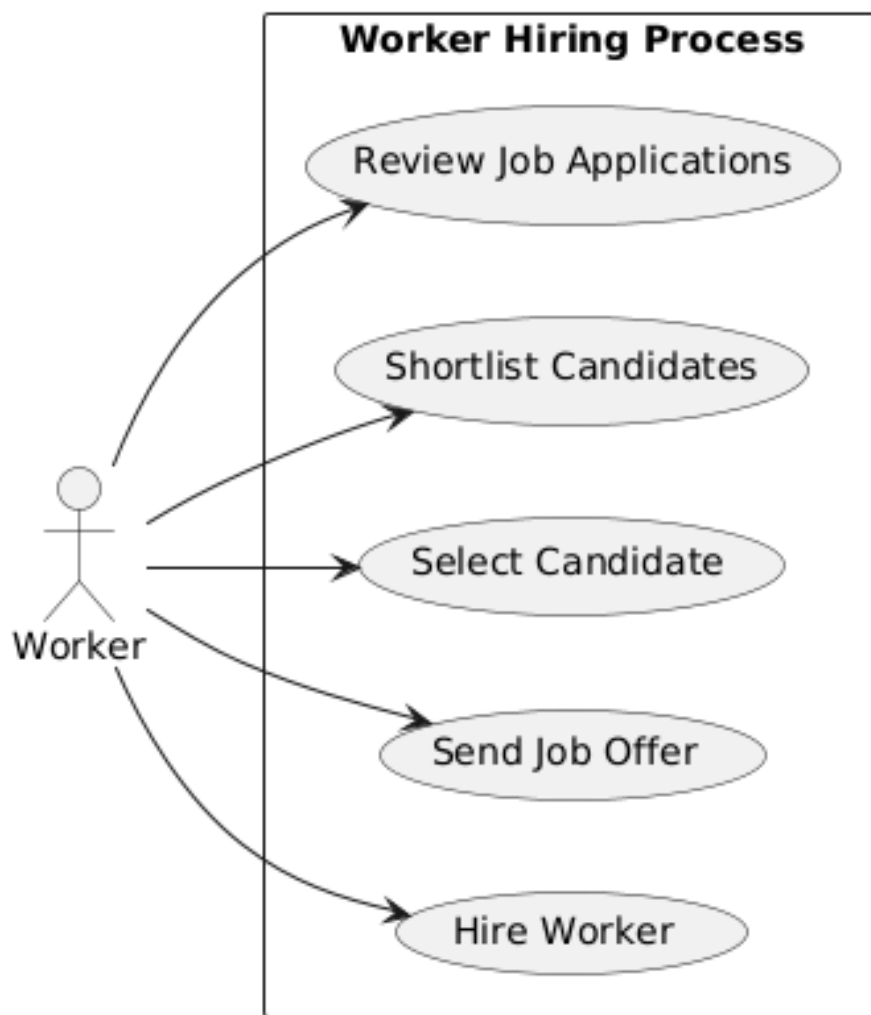 Worker Hiring Process
Review Job Applications
Shortlist Candidates
Select Candidate
Worker
Send Job Offer
Hire Worker